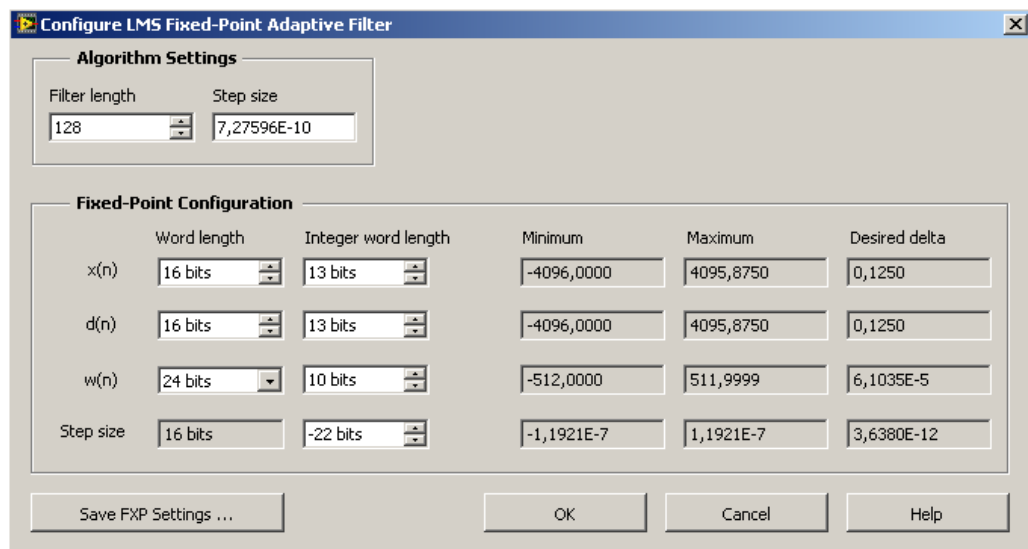 Configure LMS Fixed-Point Adaptive Filter
Algorithm Settings
Filter length Step size
128 7,27596E-10
Fixed-Point Configuration
Word length Integer word length Minimum Maximum Desired delta
x(n) 16 bits 13 bits -4096,0000 4095,8750 0,1250
d(n) 16 bits 13 bits -4096,0000 4095,8750 0,1250
w(n) 24 bits 10 bits -512,0000 511,9999 6,1035E-5
Step size 16 bits -22 bits -1,1921E-7 1,1921E-7 3,6380E-12
Save FXP Settings ... OK Cancel Help